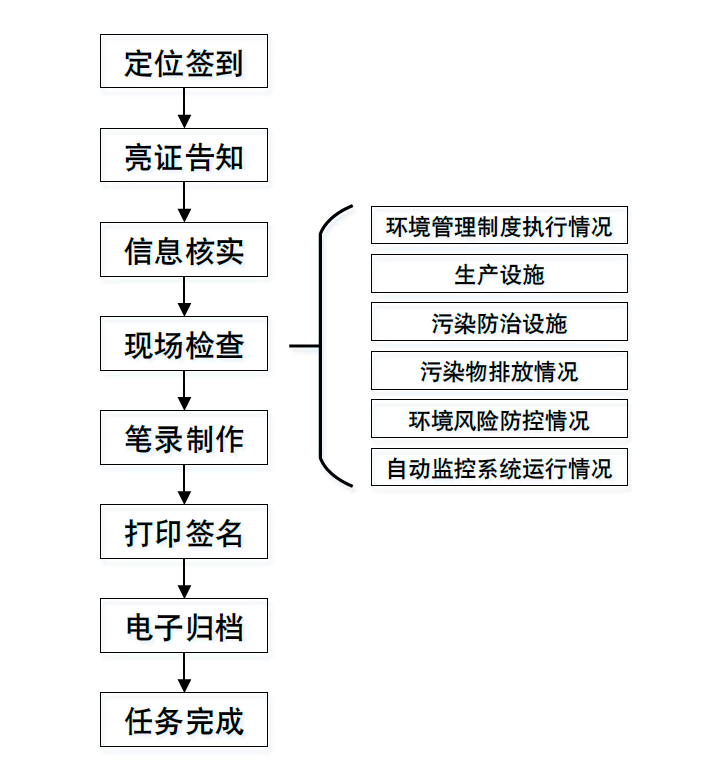 定位签到
亮证告知
信息核实
现场检查
笔录制作
打印签名
电子归档
任务完成
环境管理制度执行情况
生产设施
污染防治设施
污染物排放情况
环境风险防控情况
自动监控系统运行情况